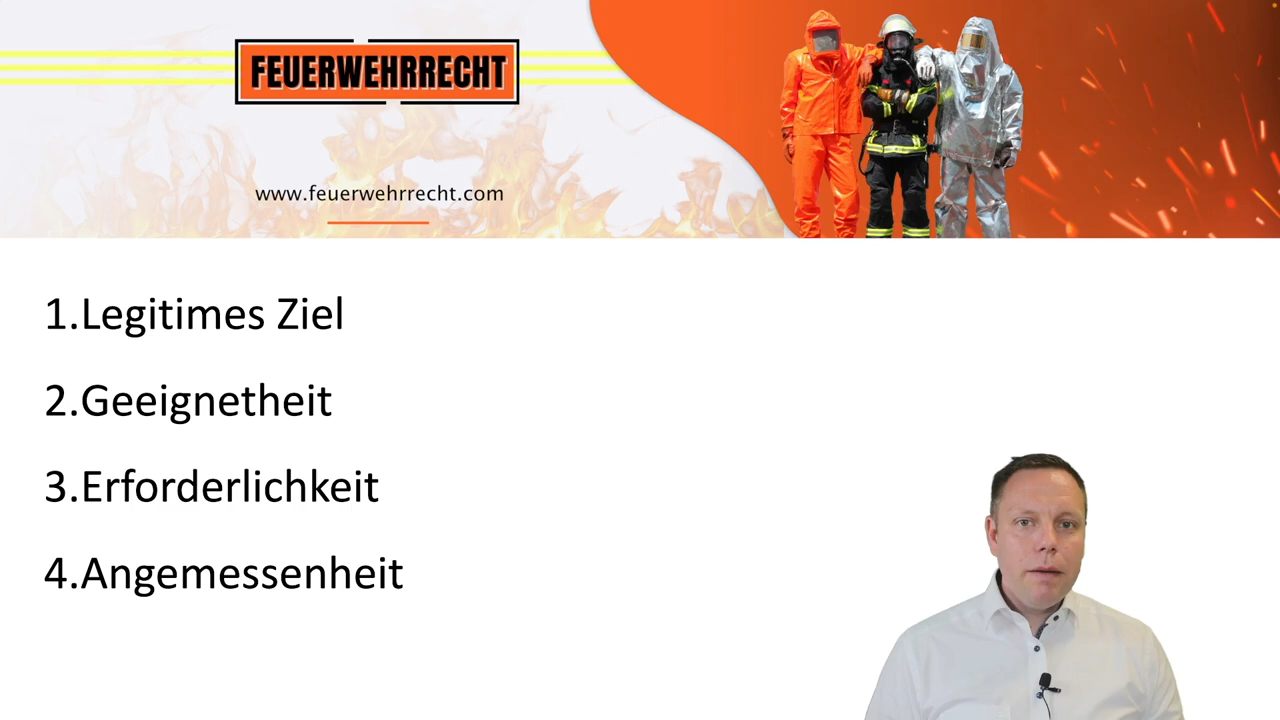 FEUERWEHRRECHT
www.feuerwehrrecht.com
1.Legitimes Ziel
2.Geeignetheit
3.Erforderlichkeit
4.Angemessenheit